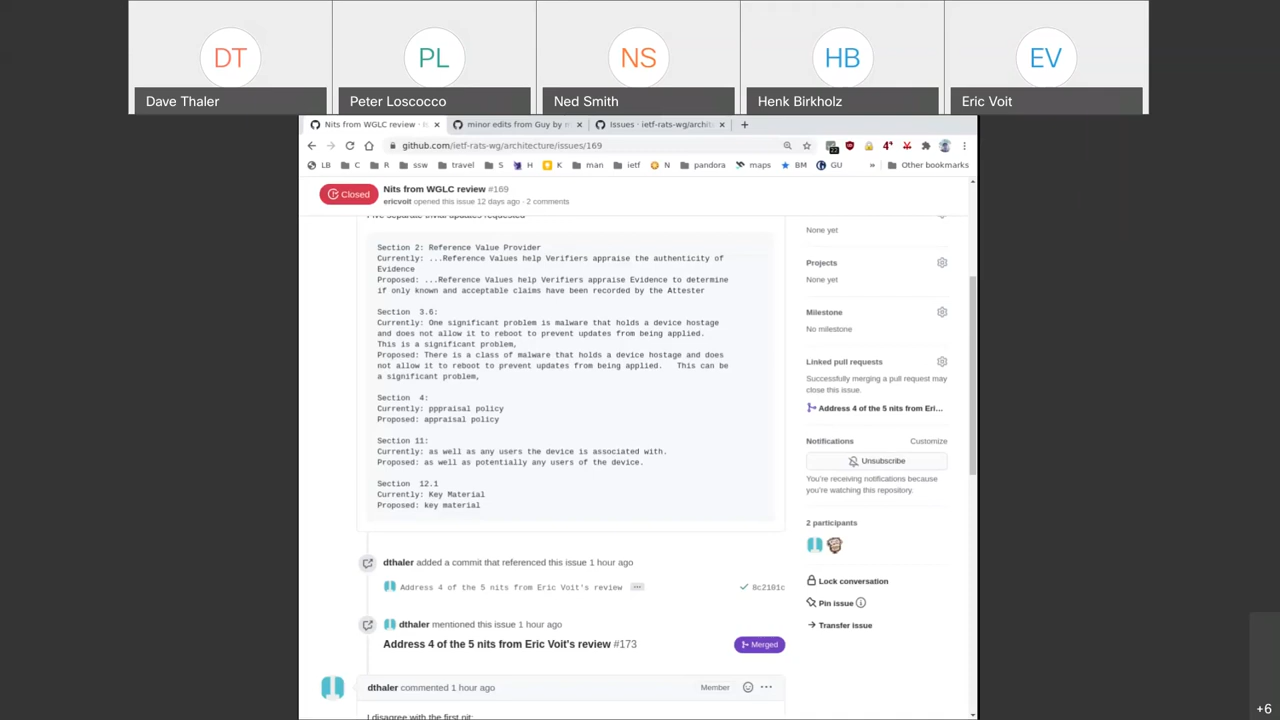 DT
PL
NS
HB
EV
Dave Thaler
Peter Loscocco
Ned Smith
Henk Birkholz
Eric Voit
Nits from WGLC review ·
minor edits from Guy by
Issues · ietf-rats-wg/archit
github.com/ietf-rats-wg/architecture/issues/169
LB
C
R
ssw
travel
S
H
K
man
ietf
N
pandora
maps
BM
GU
»
Other bookmarks
Closed
Nits from WGLC review #169
ericvoit opened this issue 12 days ago · 2 comments
Five separate trivial updates requested
Section 2: Reference Value Provider
Currently: ...Reference Values help Verifiers appraise the authenticity of
Evidence
Proposed: ...Reference Values help Verifiers appraise Evidence to determine
if only known and acceptable claims have been recorded by the Attester
Section 3.6:
Currently: One significant problem is malware that holds a device hostage
and does not allow it to reboot to prevent updates from being applied.
This is a significant problem,
Proposed: There is a class of malware that holds a device hostage and does
not allow it to reboot to prevent updates from being applied. This can be
a significant problem,
Section 4:
Currently: pppraisal policy
Proposed: appraisal policy
Section 11:
Currently: as well as any users the device is associated with.
Proposed: as well as potentially any users of the device.
Section 12.1
Currently: Key Material
Proposed: key material
dthaler added a commit that referenced this issue 1 hour ago
Address 4 of the 5 nits from Eric Voit's review ...
8c2101c
dthaler mentioned this issue 1 hour ago
Address 4 of the 5 nits from Eric Voit's review #173
Merged
dthaler commented 1 hour ago
Member
I disagree with the first nit:
None yet
Projects
None yet
Milestone
No milestone
Linked pull requests
Successfully merging a pull request may
close this issue.
Address 4 of the 5 nits from Eri...
Notifications
Customize
Unsubscribe
You're receiving notifications because
you're watching this repository.
2 participants
Lock conversation
Pin issue
Transfer issue
+6